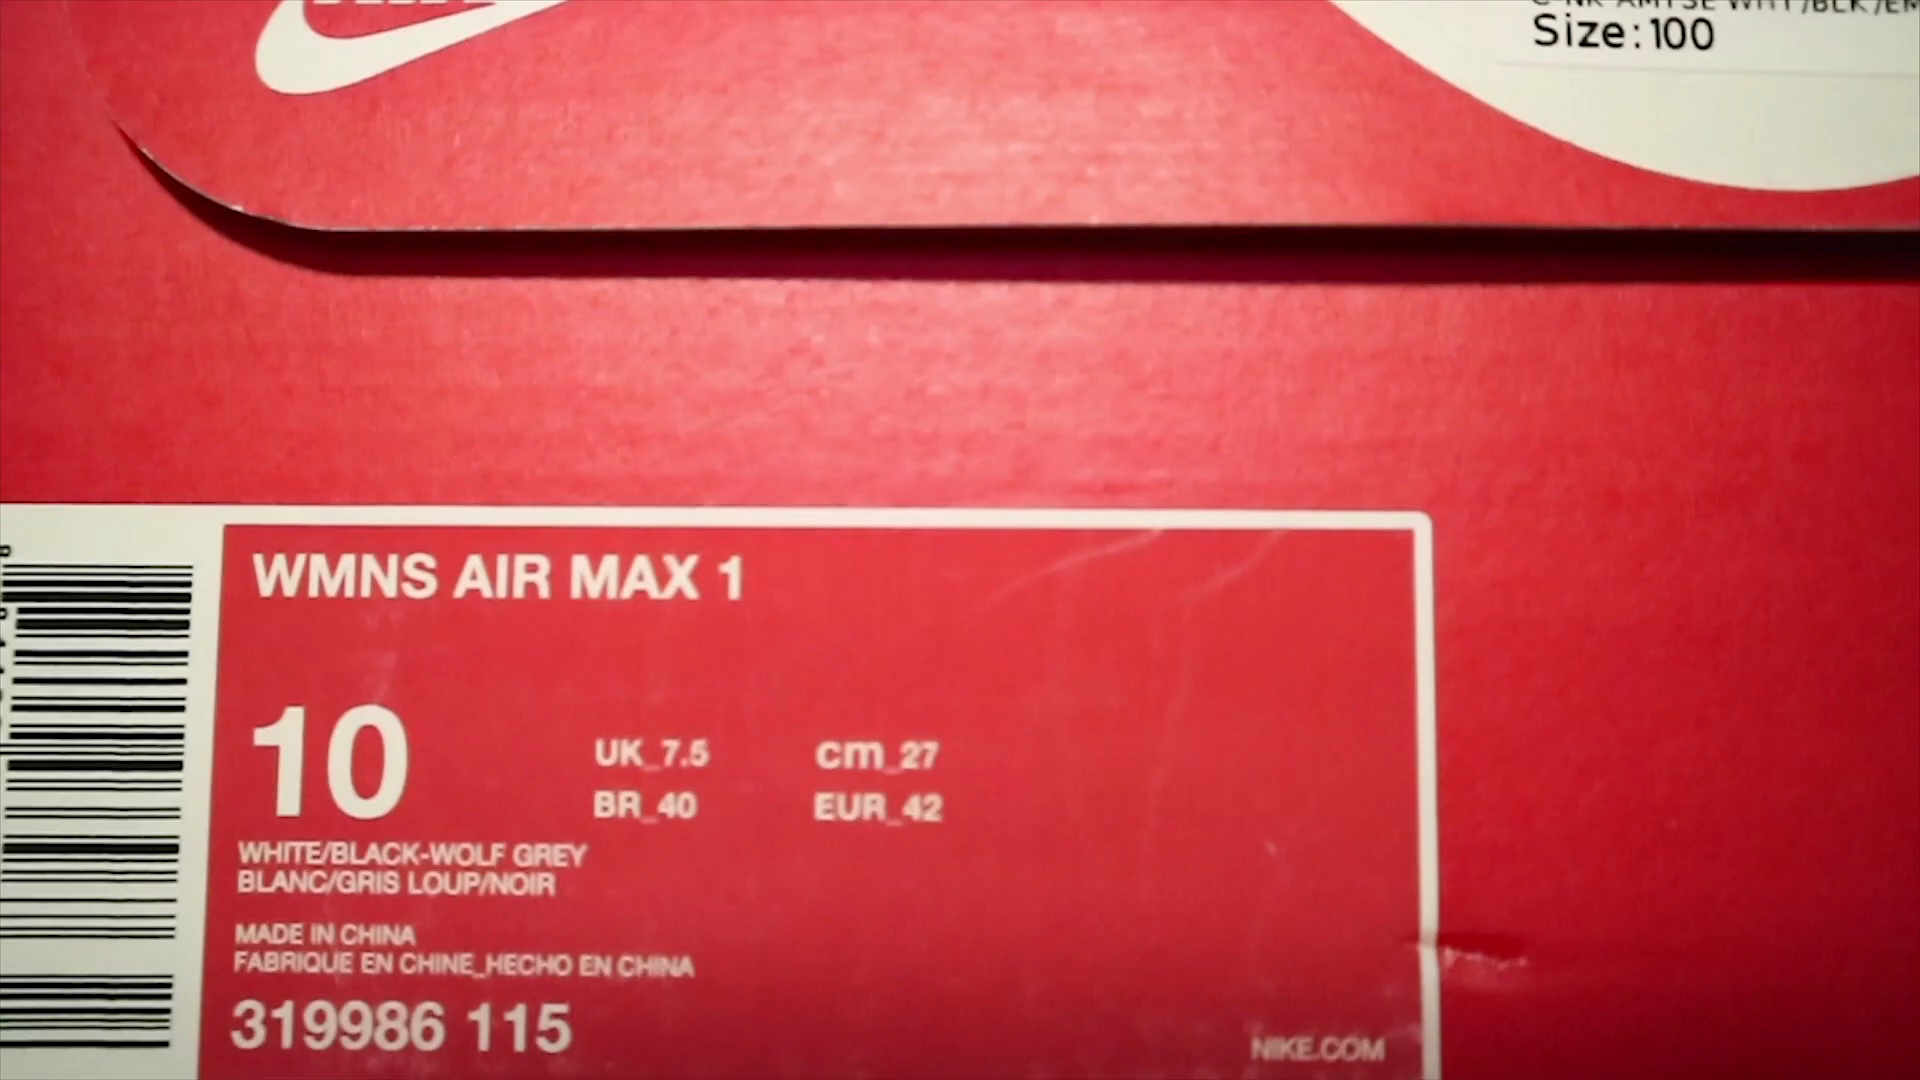 Size:100
WMNS AIR MAX 1
10
UK_7.5
cm_27
BR_40
EUR_42
WHITE/BLACK-WOLF GREY
BLANC/GRIS LOUP/NOIR
MADE IN CHINA
FABRIQUE EN CHINE_HECHO EN CHINA
319986 115
NIKE.COM